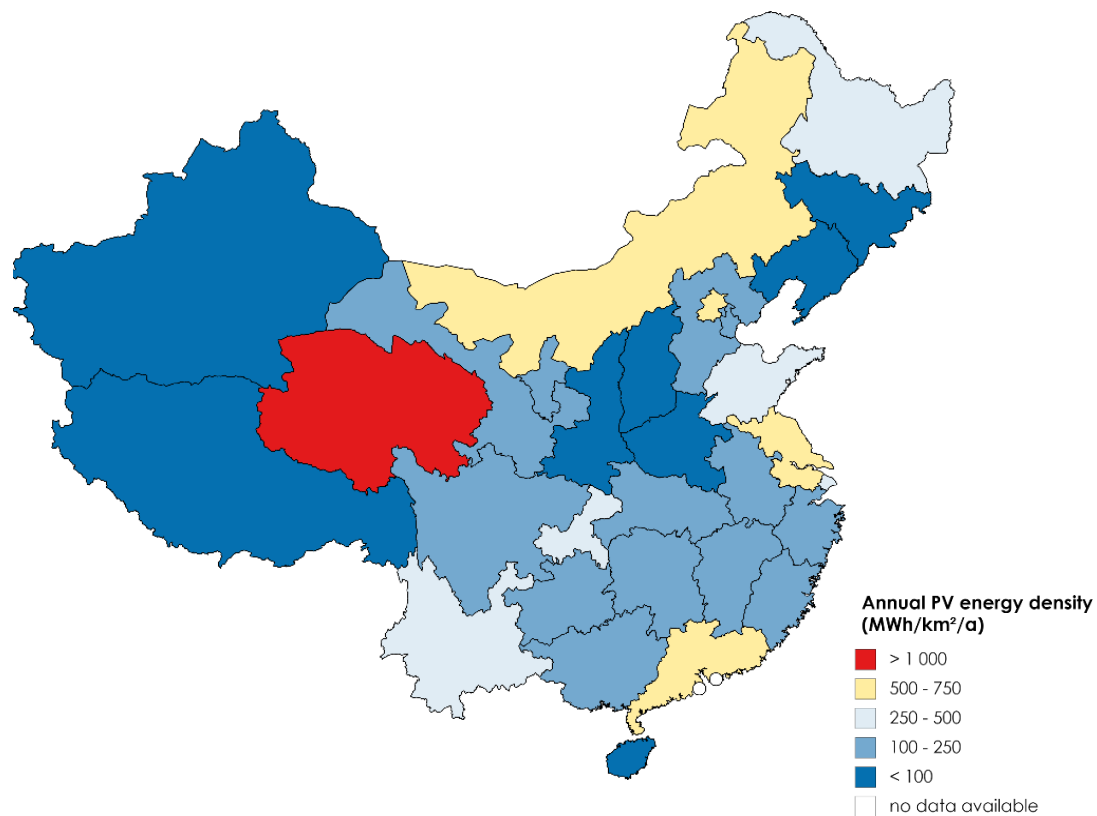 Annual PV energy density
(MWh/km²/a)
> 1 000
500 - 750
250 - 500
100 - 250
< 100
no data available